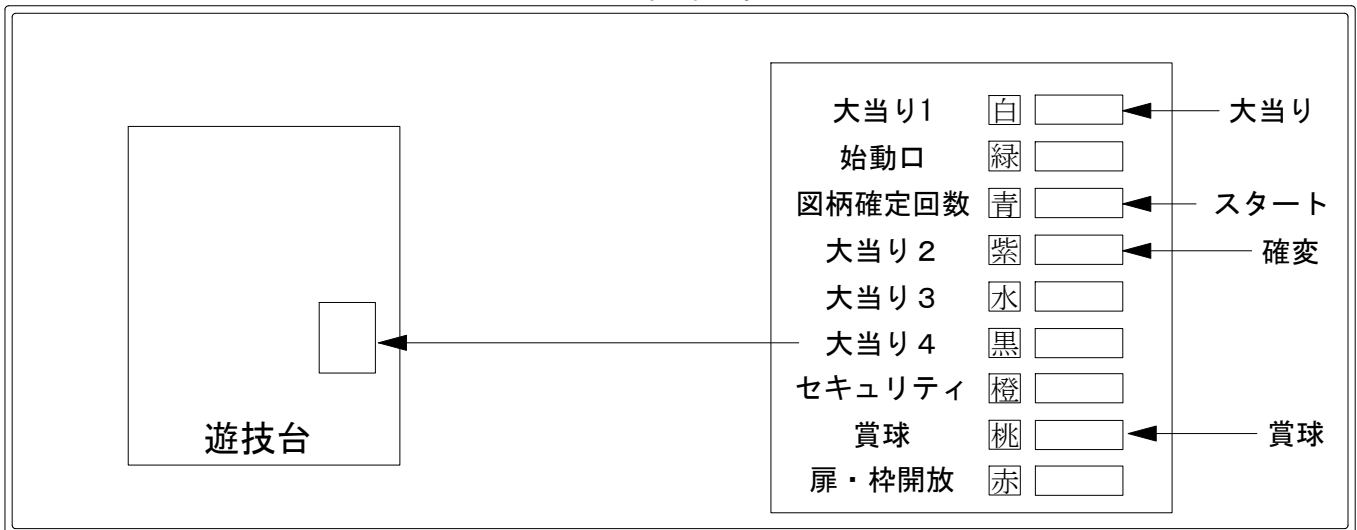 大当り1 白 大当り
始動口 緑
図柄確定回数 青 スタート
大当り２ 紫 確変
大当り３ 水
大当り４ 黒
セキュリティ 橙
賞球 桃 賞球
扉・枠開放 赤
遊技台